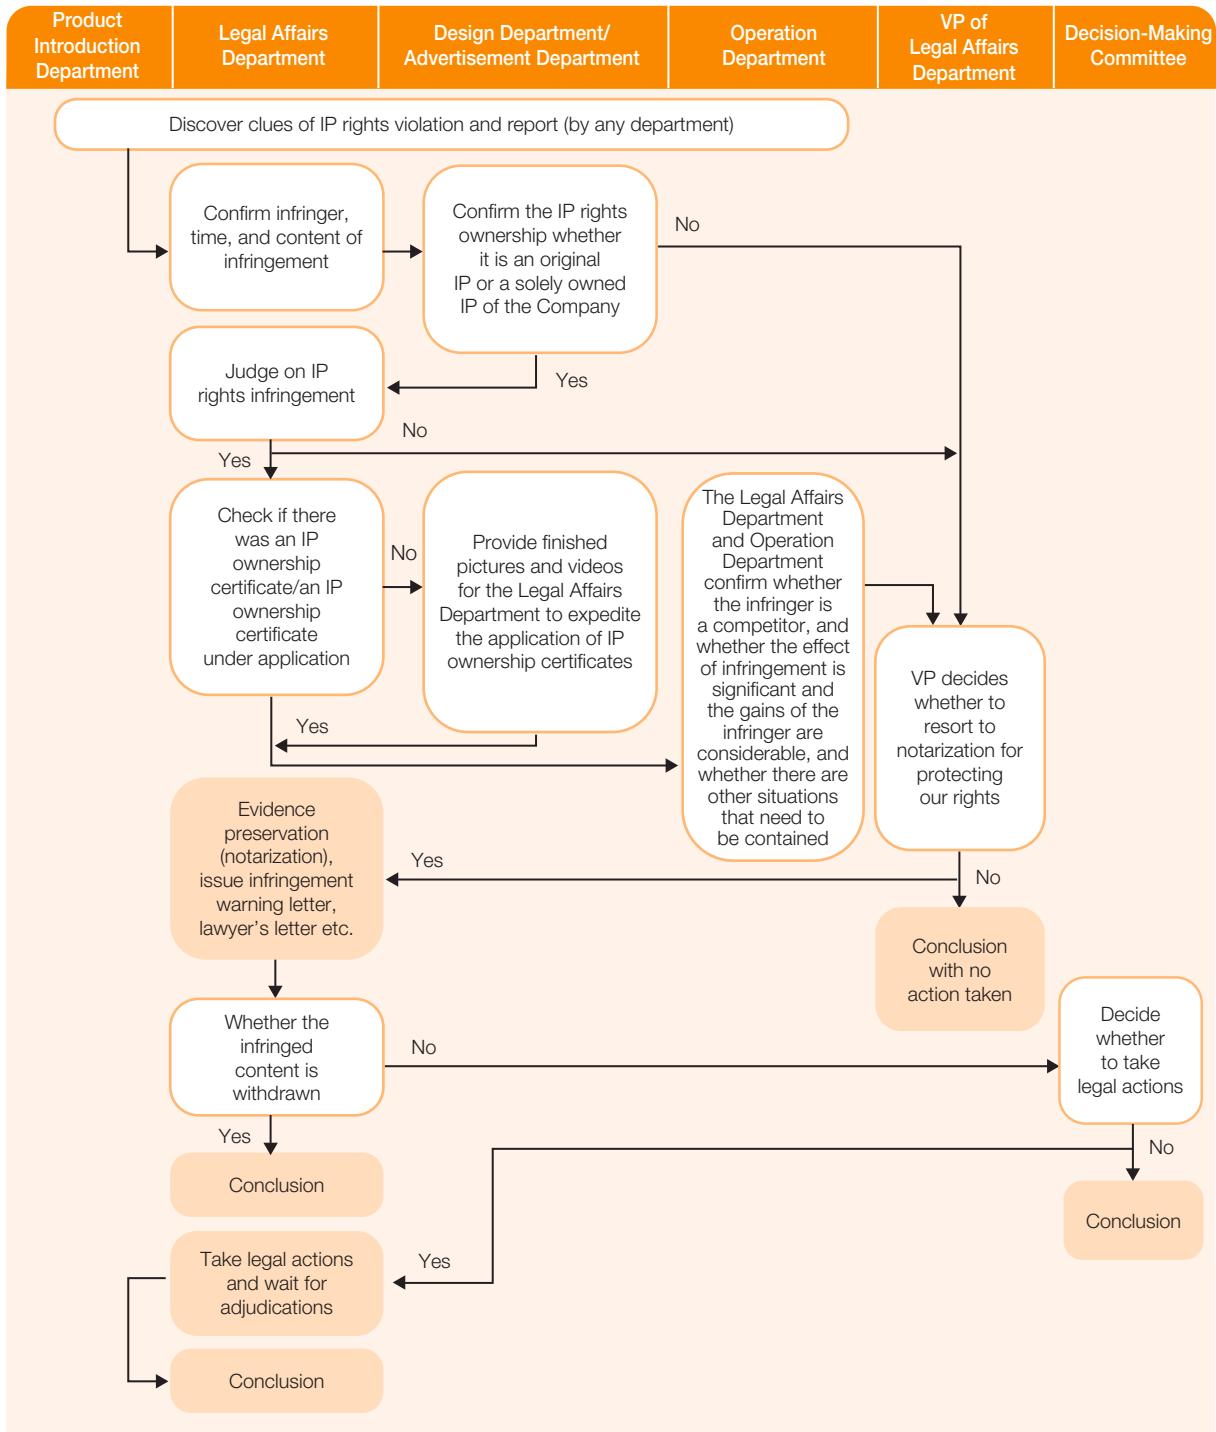 Product
Introduction
Department
Legal Affairs
Department
Design Department/
Advertisement Department
Operation
Department
VP of
Legal Affairs
Department
Decision-Making
Committee
Discover clues of IP rights violation and report (by any department)
Confirm infringer,
time, and content of
infringement
Confirm the IP rights
ownership whether
it is an original
IP or a solely owned
IP of the Company
No
Judge on IP
rights infringement
Yes
No
Yes
Check if there
was an IP
ownership
certificate/an IP
ownership
certificate
under application
No
Provide finished
pictures and videos
for the Legal Affairs
Department to expedite
the application of IP
ownership certificates
The Legal Affairs
Department
and Operation
Department
confirm whether
the infringer is
a competitor, and
whether the effect
of infringement is
significant and
the gains of the
infringer are
considerable, and
whether there are
other situations
that need to
be contained
VP decides
whether to
resort to
notarization for
protecting
our rights
Yes
Evidence
preservation
(notarization),
issue infringement
warning letter,
lawyer's letter etc.
Yes
No
Conclusion
with no
action taken
Whether the
infringed
content is
withdrawn
No
Decide
whether
to take
legal actions
Yes
No
Conclusion
Conclusion
Take legal actions
and wait for
adjudications
Yes
Conclusion